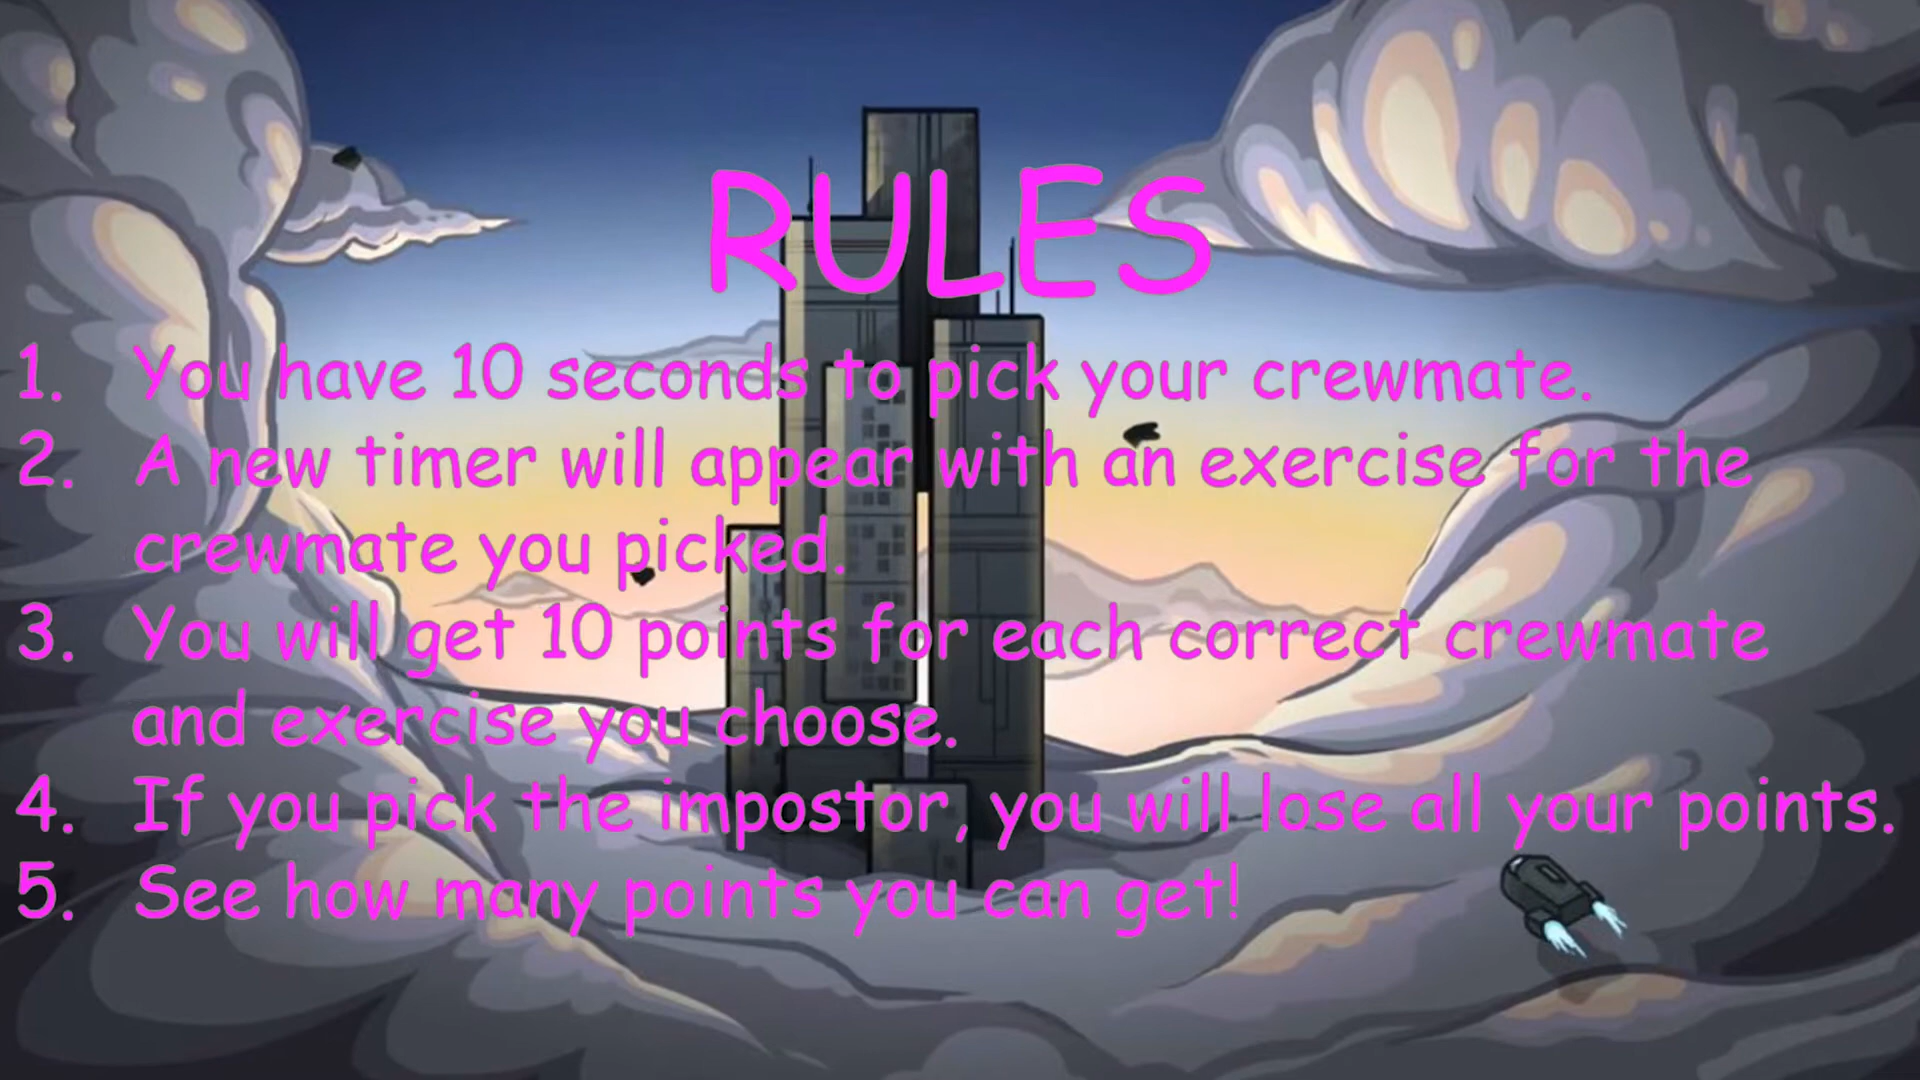 RULES
1. You have 10 seconds to pick your crewmate.
2. A new timer will appear with an exercise for the
crewmate you picked.
3. You will get 10 points for each correct crewmate
and exercise you choose.
4. If you pick the impostor, you will lose all your points.
5. See how many points you can get!